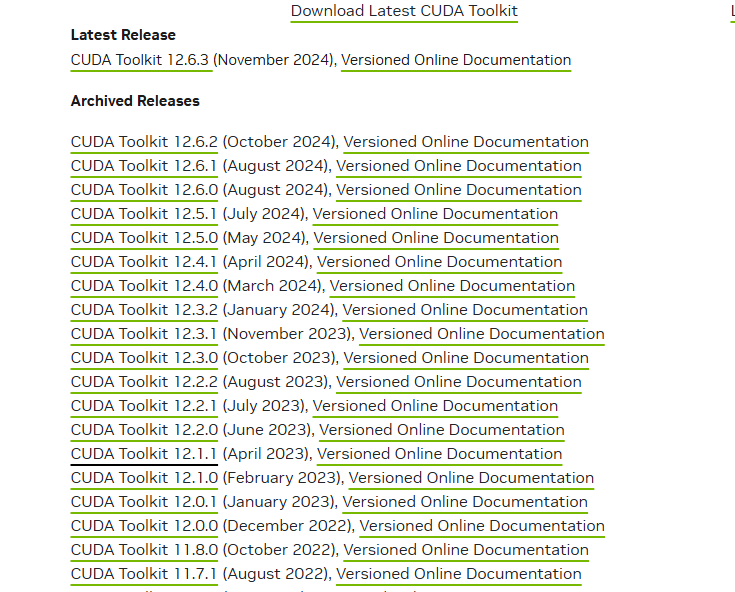 Download Latest CUDA Toolkit
Latest Release
CUDA Toolkit 12.6.3 (November 2024), Versioned Online Documentation
Archived Releases
CUDA Toolkit 12.6.2 (October 2024), Versioned Online Documentation
CUDA Toolkit 12.6.1 (August 2024), Versioned Online Documentation
CUDA Toolkit 12.6.0 (August 2024), Versioned Online Documentation
CUDA Toolkit 12.5.1 (July 2024), Versioned Online Documentation
CUDA Toolkit 12.5.0 (May 2024), Versioned Online Documentation
CUDA Toolkit 12.4.1 (April 2024), Versioned Online Documentation
CUDA Toolkit 12.4.0 (March 2024), Versioned Online Documentation
CUDA Toolkit 12.3.2 (January 2024), Versioned Online Documentation
CUDA Toolkit 12.3.1 (November 2023), Versioned Online Documentation
CUDA Toolkit 12.3.0 (October 2023), Versioned Online Documentation
CUDA Toolkit 12.2.2 (August 2023), Versioned Online Documentation
CUDA Toolkit 12.2.1 (July 2023), Versioned Online Documentation
CUDA Toolkit 12.2.0 (June 2023), Versioned Online Documentation
CUDA Toolkit 12.1.1 (April 2023), Versioned Online Documentation
CUDA Toolkit 12.1.0 (February 2023), Versioned Online Documentation
CUDA Toolkit 12.0.1 (January 2023), Versioned Online Documentation
CUDA Toolkit 12.0.0 (December 2022), Versioned Online Documentation
CUDA Toolkit 11.8.0 (October 2022), Versioned Online Documentation
CUDA Toolkit 11.7.1 (August 2022), Versioned Online Documentation